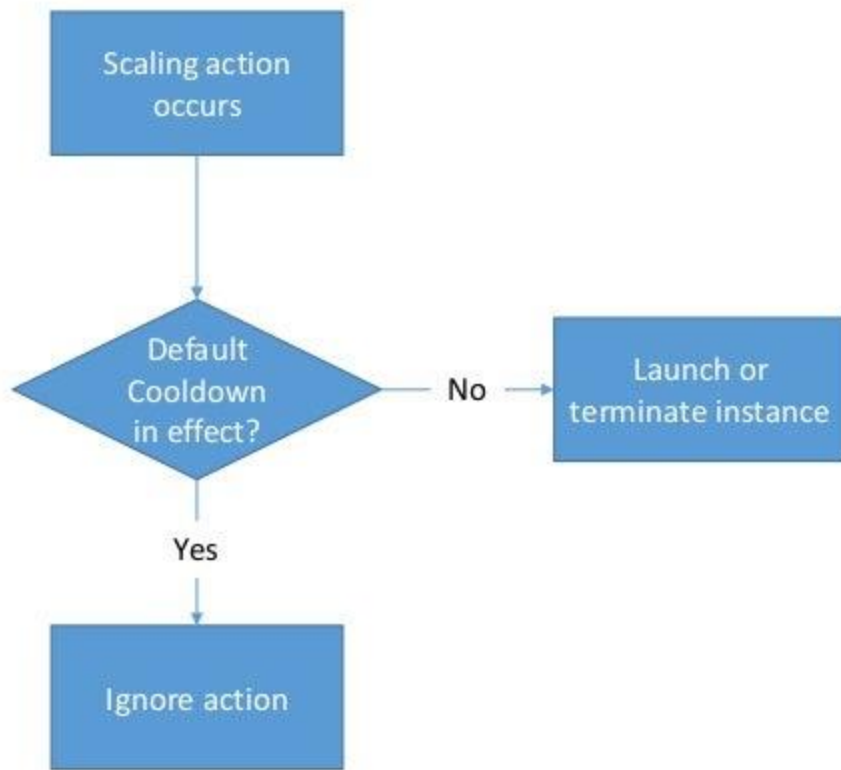 Scaling action
occurs
Default
Cooldown
in effect?
No
Launch or
terminate instance
Yes
Ignore action